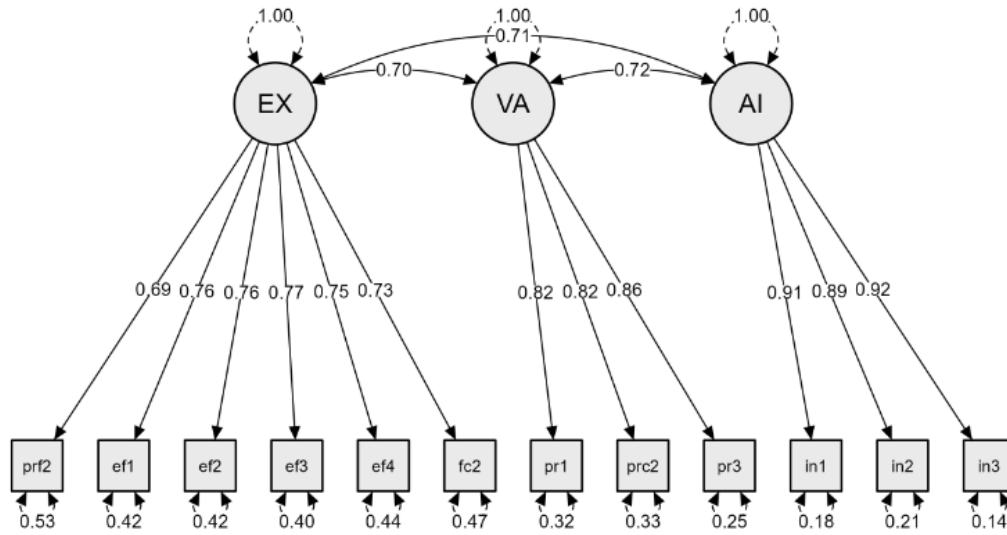 1.00 1.00 1.00
0.71
0.70 0.72
EX VA AI
0.69 0.76 0.76 0.77 0.75 0.73 0.82 0.82 0.86 0.91 0.89 0.92
prf2 ef1 ef2 ef3 ef4 fc2 pr1 prc2 pr3 in1 in2 in3
0.53 0.42 0.42 0.40 0.44 0.47 0.32 0.33 0.25 0.18 0.21 0.14